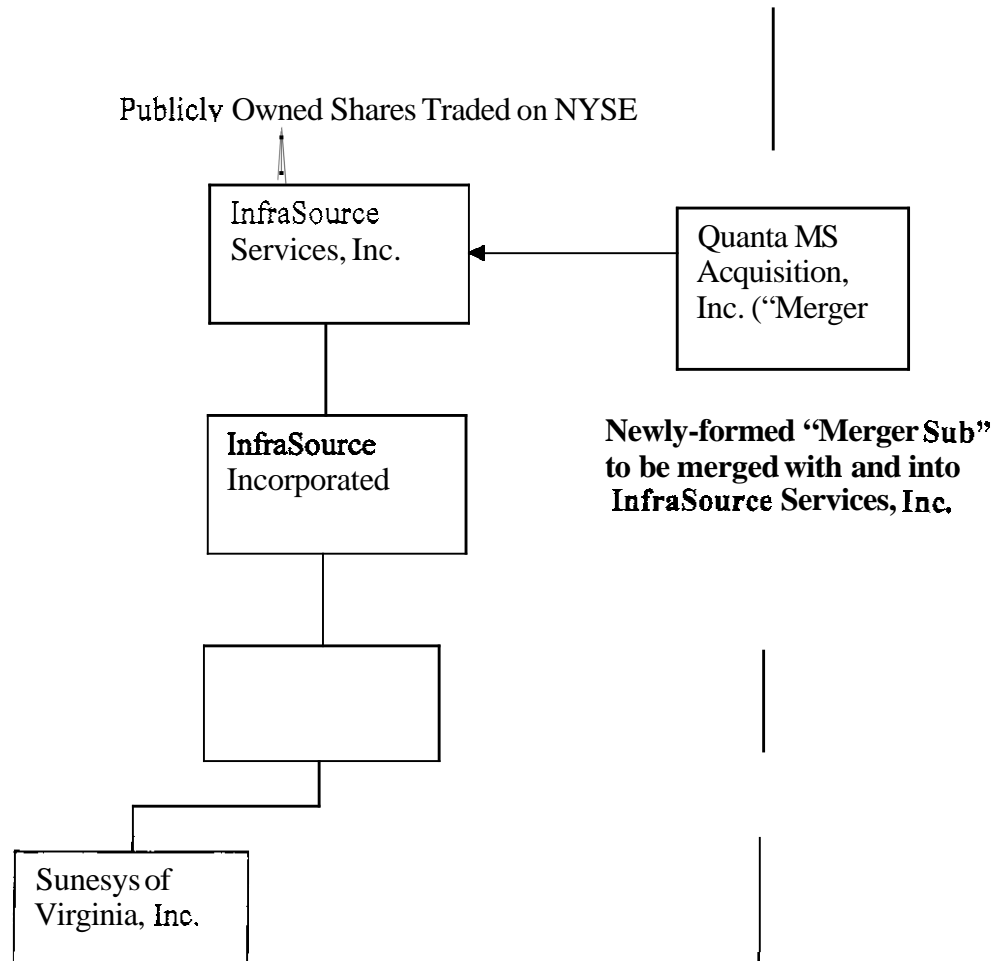 Publicly Owned Shares Traded on NYSE
InfraSource
Services, Inc.
Quanta MS
Acquisition,
Inc. (“Merger
InfraSource
Incorporated
Newly-formed “Merger Sub”
to be merged with and into
InfraSource Services, Inc.
Sunesys of
Virginia, Inc.